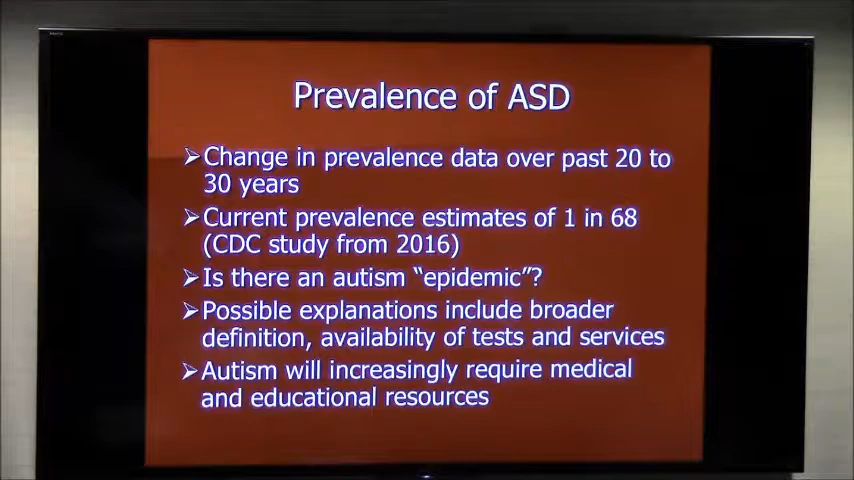 Prevalence of ASD
➢Change in prevalence data over past 20 to
30 years
➢Current prevalence estimates of 1 in 68
(CDC study from 2016)
➢Is there an autism “epidemic”?
➢Possible explanations include broader
definition, availability of tests and services
➢Autism will increasingly require medical
and educational resources